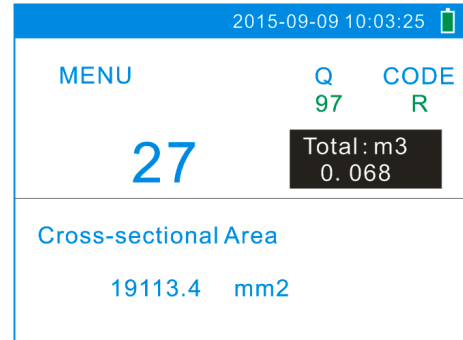 2015-09-09 10:03:25
MENU Q CODE
97 R
27
Total: m3
0. 068
Cross-sectional Area
19113.4 mm2